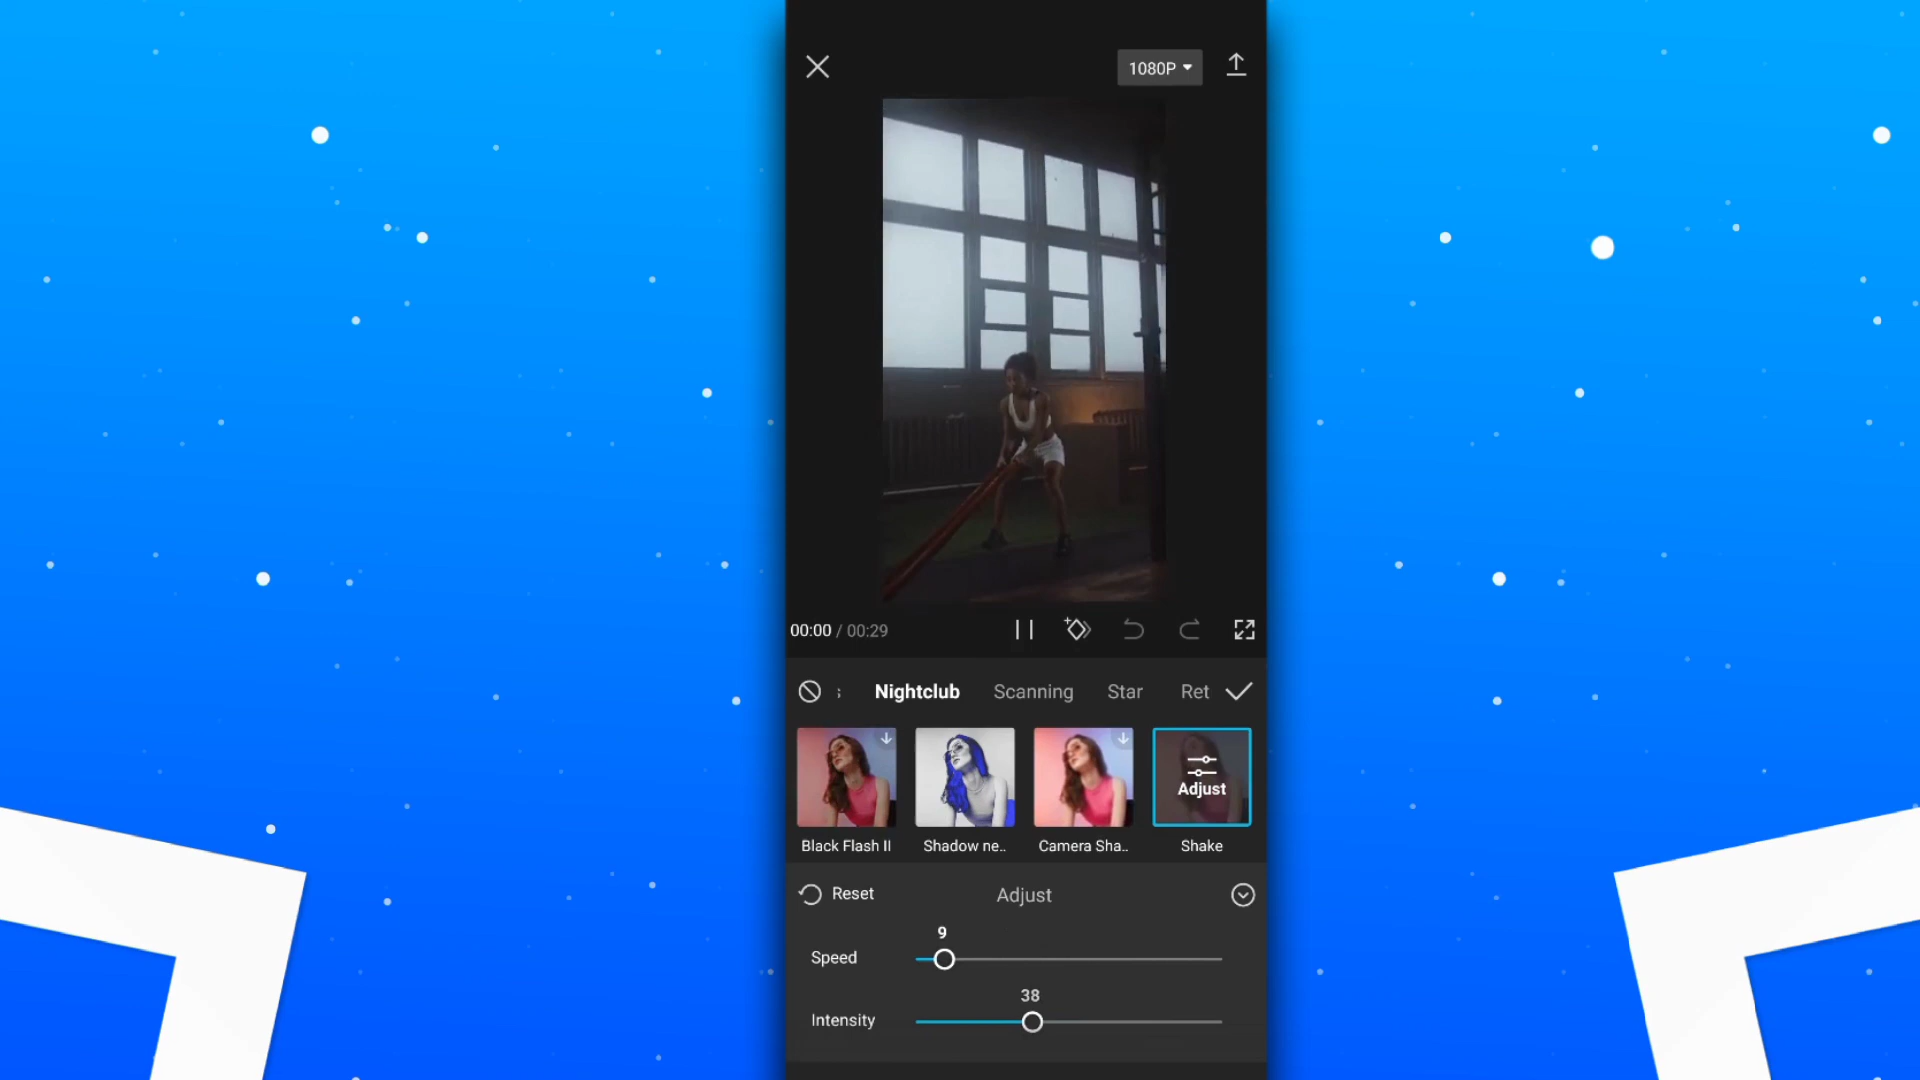 1080P
00:00 / 00:29
Nightclub Scanning Star Ret
Adjust
Black Flash II Shadow ne.. Camera Sha.. Shake
Reset Adjust
9
Speed
38
Intensity